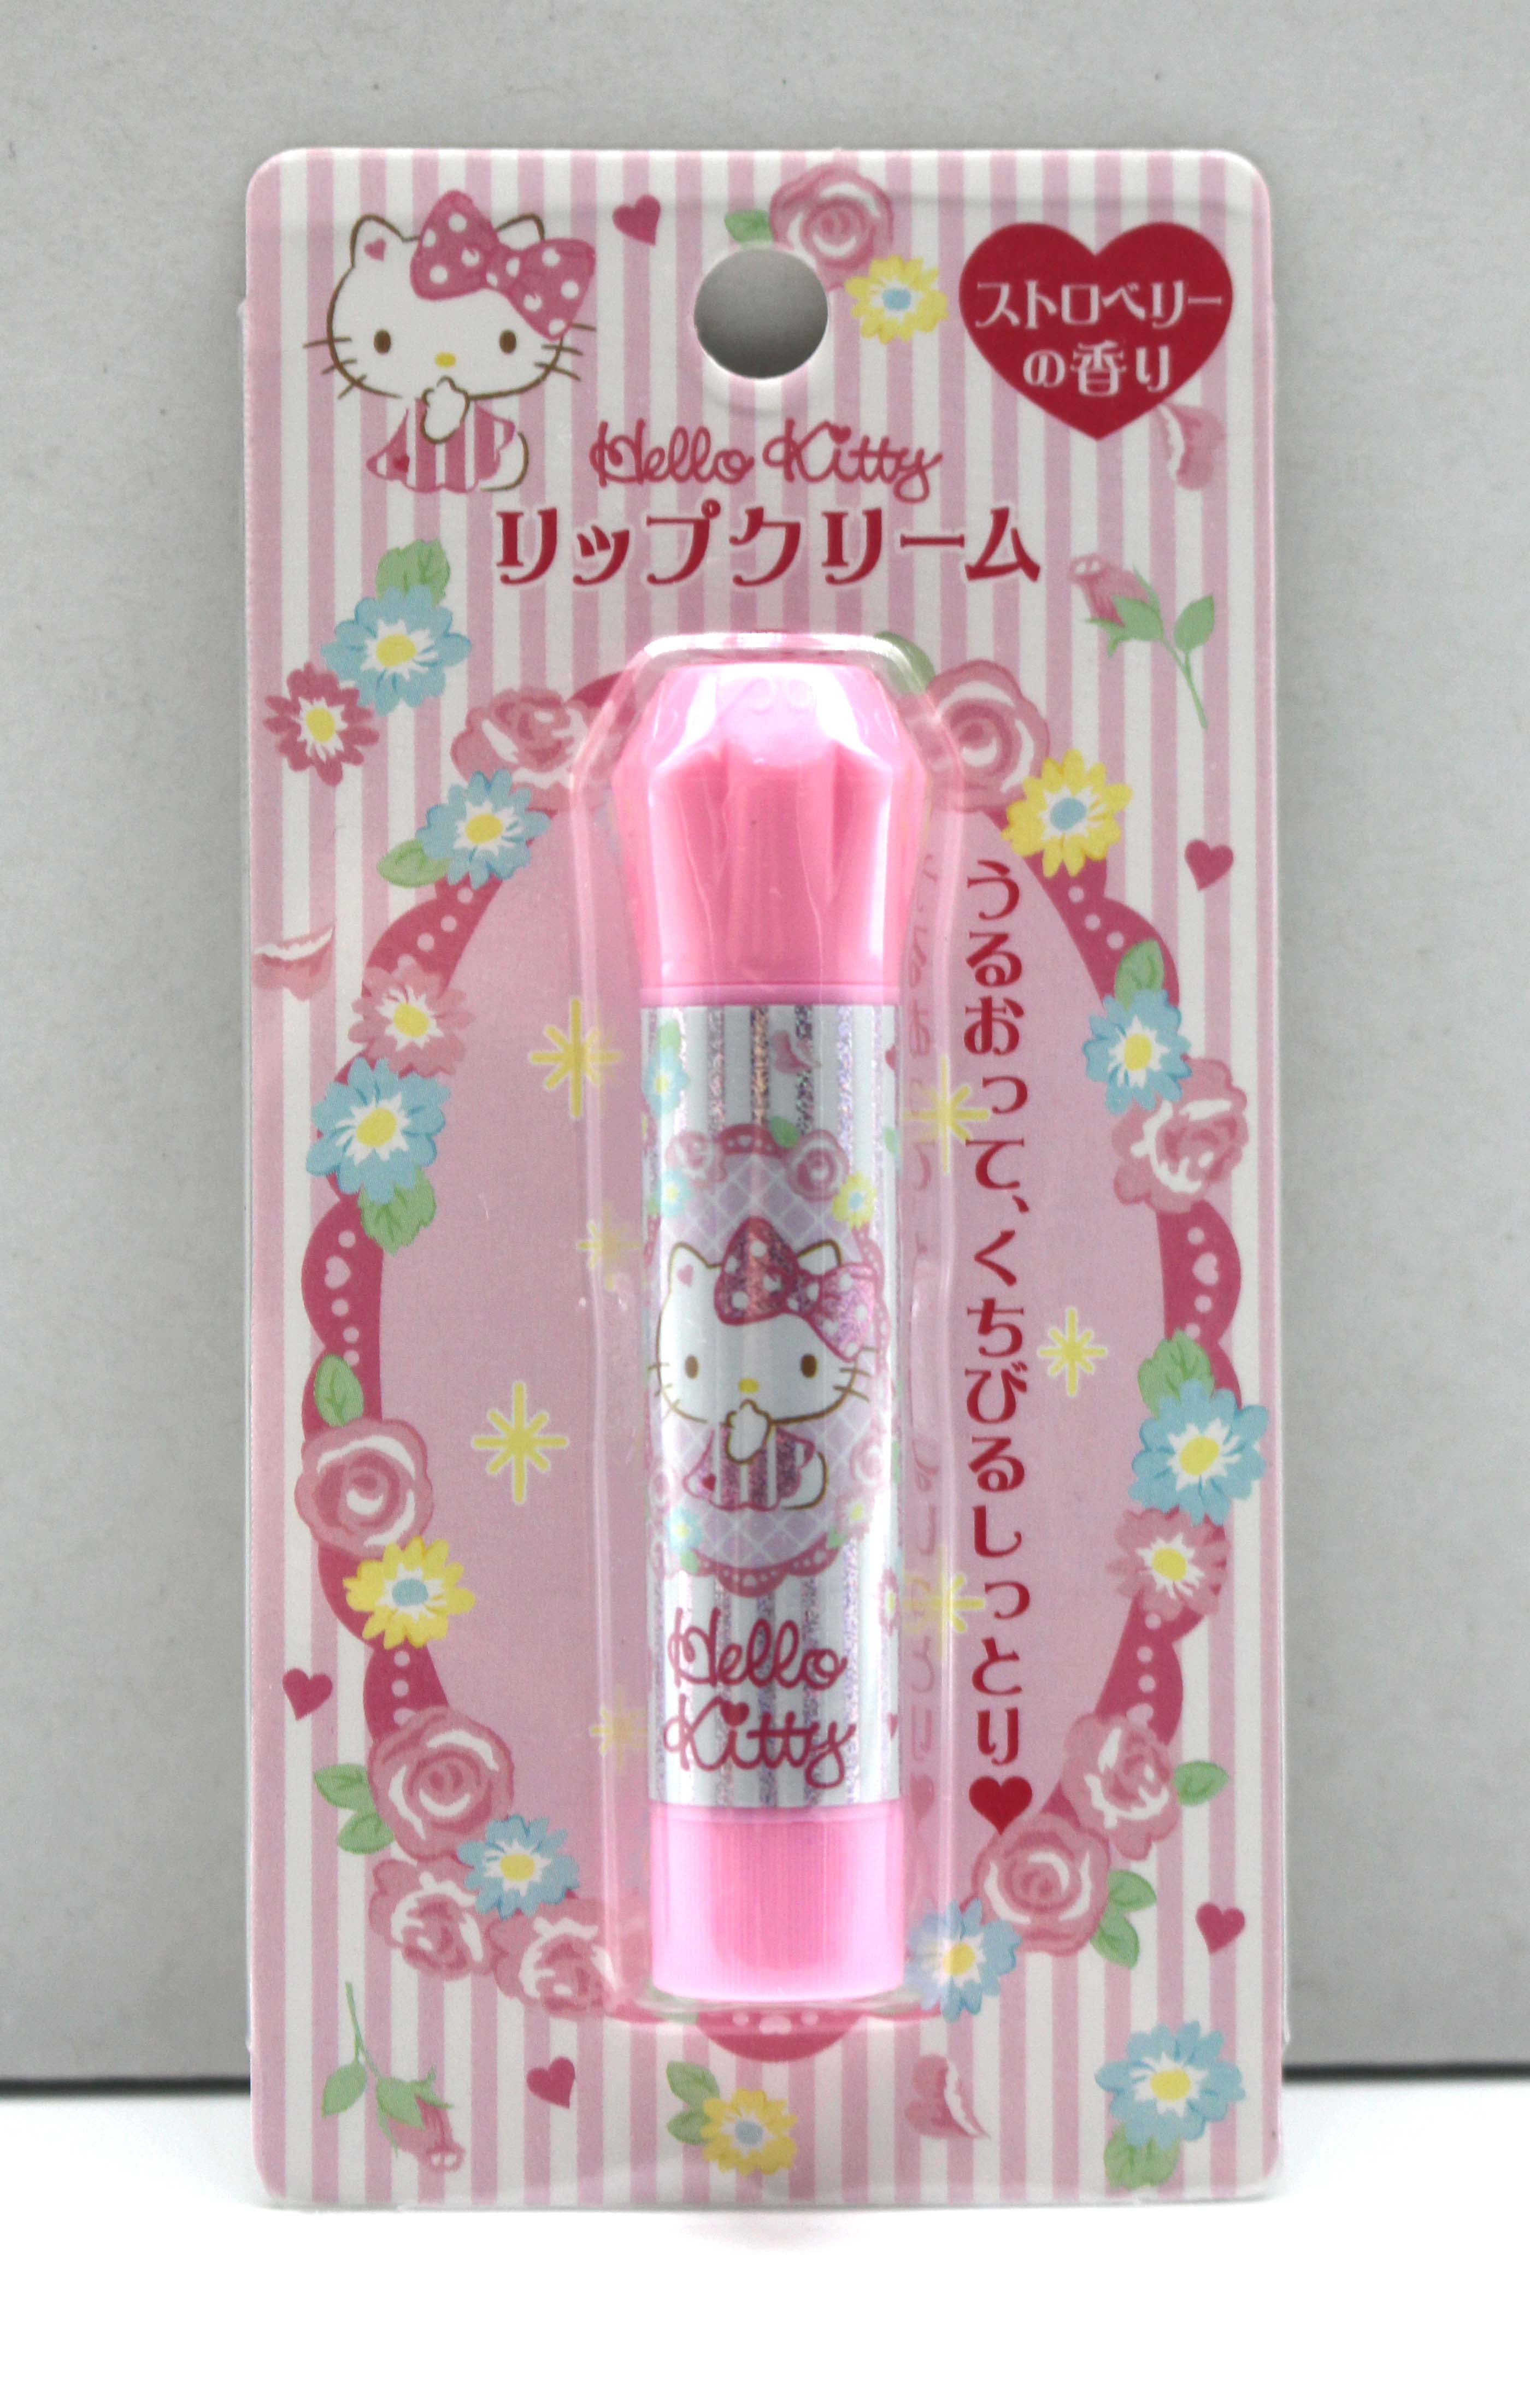 ストロベリー
の香り
Hello Kitty
リップクリーム
うるおって、くちびるしっとり♥
Hello
Kitty